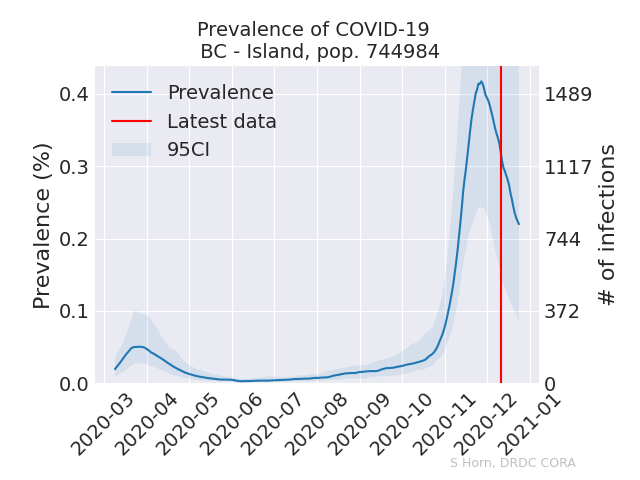 Prevalence of COVID-19
BC - Island, pop. 744984
Prevalence
Latest data
95CI
Prevalence (%)
0.4
0.3
0.2
0.1
0.0
1489
1117
744
372
0
# of infections
2020-03
2020-04
2020-05
2020-06
2020-07
2020-08
2020-09
2020-10
2020-11
2020-12
2021-01
S Horn, DRDC CORA